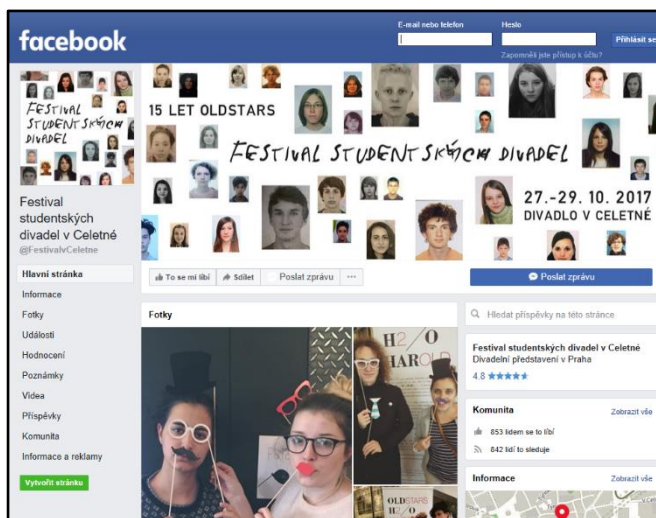 facebook
E-mail nebo telefon
Heslo
Přihlásit se
Zapomněli jste přístup k účtu?
FESTIVAL
STUDENTSKÝCH
DIVADEL
15 LET OLDSTARS
FESTIVAL STUDENTSKÝCH DIVADEL
27.-29. 10. 2017
DIVADLO V CELETNÉ
Festival
studentských
divadel v Celetné
@FestivalvCeletne
Hlavní stránka
Informace
Fotky
Události
Hodnocení
Poznámky
Videa
Příspěvky
Komunita
Informace a reklamy
Vytvořit stránku
To se mi líbí
Sdílet
Poslat zprávu
Poslat zprávu
Fotky
H2/O
HAROLD
OLDSTARS
H2/O
Hledat příspěvky na této stránce
Festival studentských divadel v Celetné
Divadelní představení v Praha
4.8
Komunita
Zobrazit vše
853 lidem se to líbí
842 lidí to sleduje
Informace
Zobrazit vše